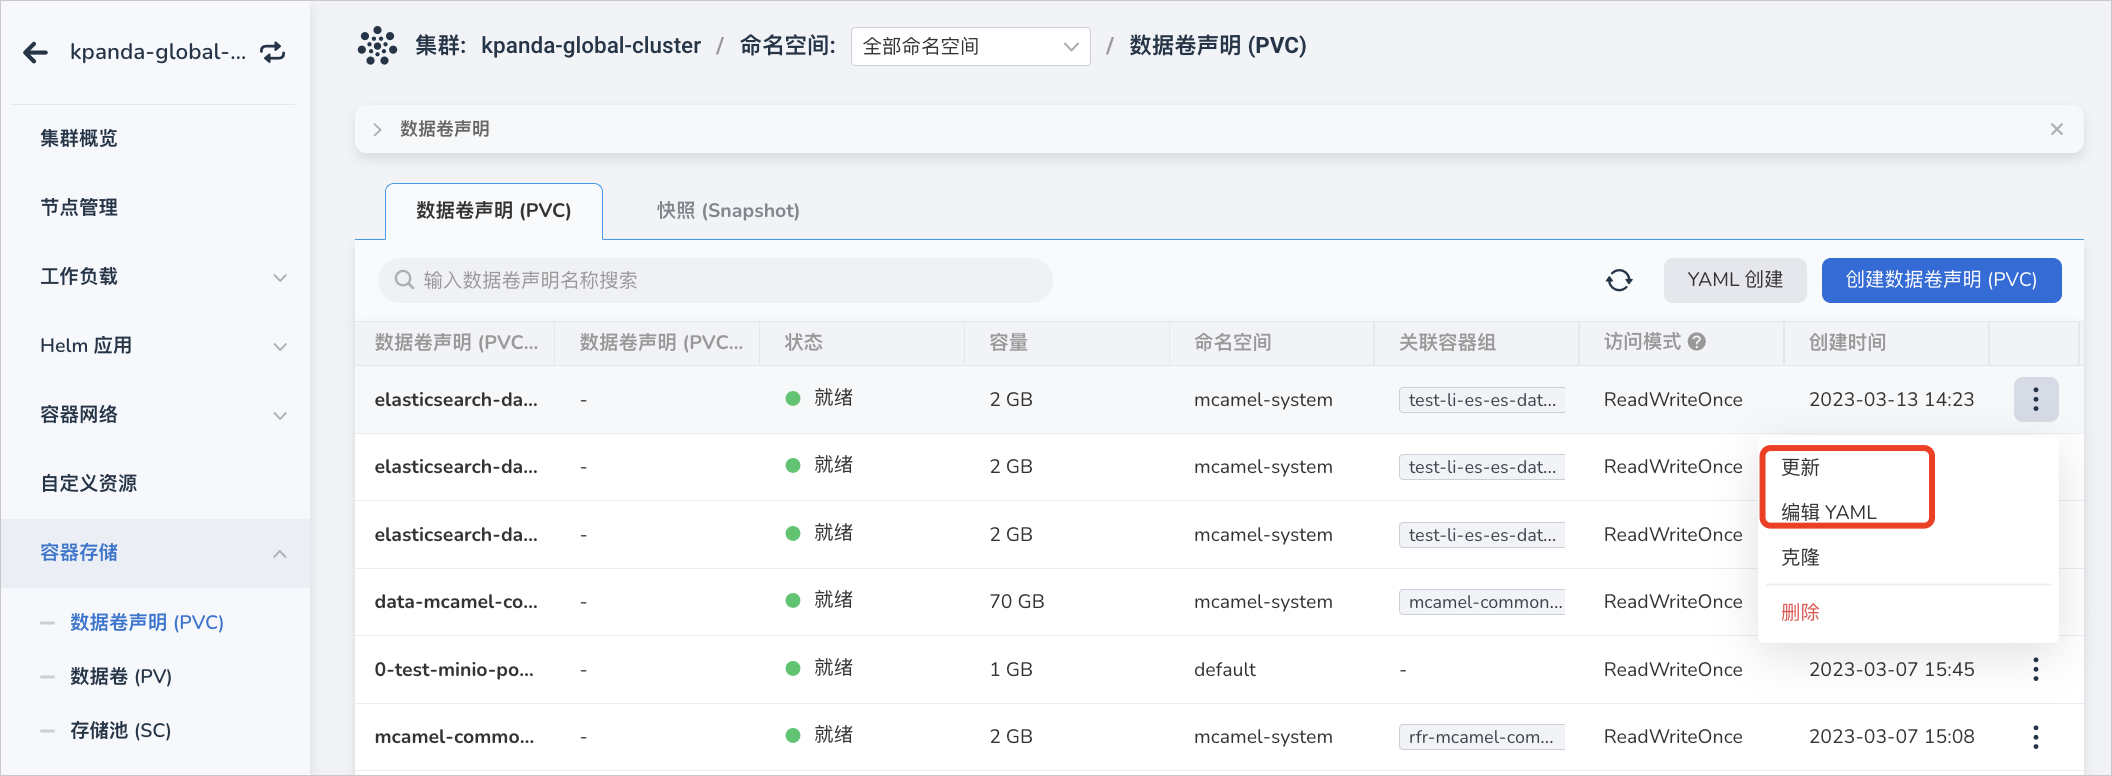 kpanda-global-...
集群概览
节点管理
工作负载
Helm 应用
容器网络
自定义资源
容器存储
数据卷声明 (PVC)
数据卷 (PV)
存储池 (SC)
集群: kpanda-global-cluster / 命名空间: 全部命名空间 / 数据卷声明 (PVC)
数据卷声明
数据卷声明 (PVC) 快照 (Snapshot)
输入数据卷声明名称搜索 YAML 创建 创建数据卷声明 (PVC)
数据卷声明 (PVC... 数据卷声明 (PVC... 状态 容量 命名空间 关联容器组 访问模式 创建时间
elasticsearch-da... - 就绪 2 GB mcamel-system test-li-es-es-dat... ReadWriteOnce 2023-03-13 14:23
elasticsearch-da... - 就绪 2 GB mcamel-system test-li-es-es-dat... ReadWriteOnce
elasticsearch-da... - 就绪 2 GB mcamel-system test-li-es-es-dat... ReadWriteOnce
data-mcamel-co... - 就绪 70 GB mcamel-system mcamel-common... ReadWriteOnce
0-test-minio-po... - 就绪 1 GB default - ReadWriteOnce 2023-03-07 15:45
mcamel-commo... - 就绪 2 GB mcamel-system rfr-mcamel-com... ReadWriteOnce 2023-03-07 15:08
更新
编辑 YAML
克隆
删除